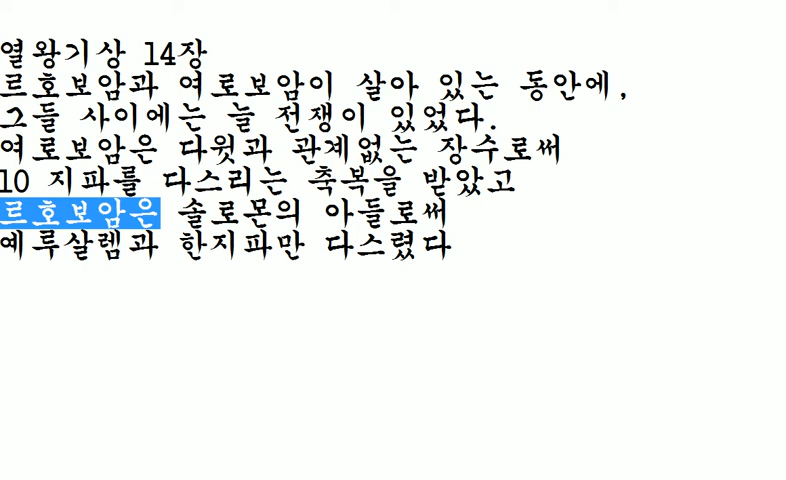 열왕기상 14장
르호보암과 여로보암이 살아 있는 동안에,
그들 사이에는 늘 전쟁이 있었다.
여로보암은 다윗과 관계없는 장수로써
10 지파를 다스리는 축복을 받았고
르호보암은 솔로몬의 아들로써
예루살렘과 한지파만 다스렸다